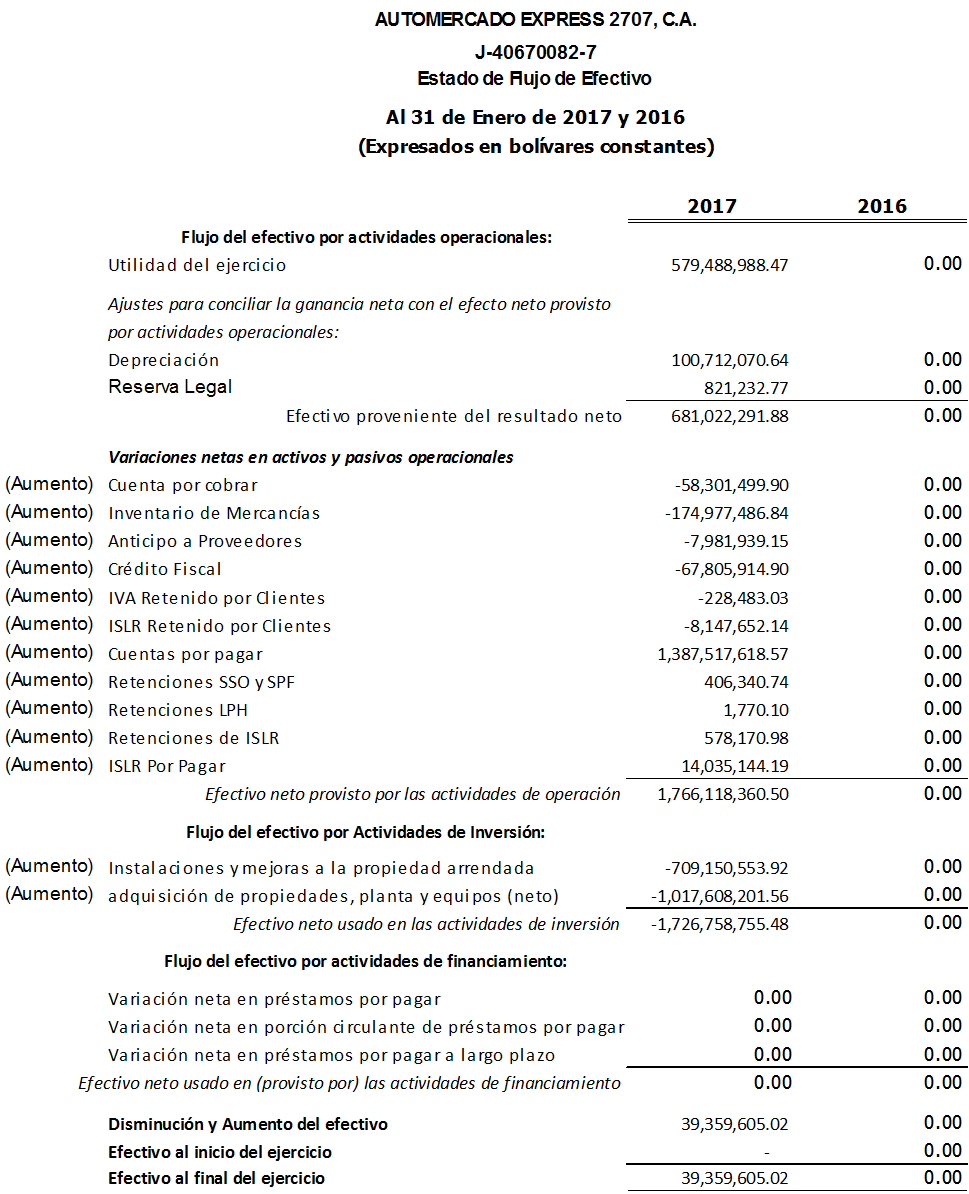 AUTOMERCADO EXPRESS 2707, C.A.
J-40670082-7
Estado de Flujo de Efectivo
Al 31 de Enero de 2017 y 2016
(Expresados en bolívares constantes)
2017 2016
Flujo del efectivo por actividades operacionales:
Utilidad del ejercicio 579,488,988.47 0.00
Ajustes para conciliar la ganancia neta con el efecto neto provisto
por actividades operacionales:
Depreciación 100,712,070.64 0.00
Reserva Legal 821,232.77 0.00
Efectivo proveniente del resultado neto 681,022,291.88 0.00
Variaciones netas en activos y pasivos operacionales
(Aumento) Cuenta por cobrar -58,301,499.90 0.00
(Aumento) Inventario de Mercancías -174,977,486.84 0.00
(Aumento) Anticipo a Proveedores -7,981,939.15 0.00
(Aumento) Crédito Fiscal -67,805,914.90 0.00
(Aumento) IVA Retenido por Clientes -228,483.03 0.00
(Aumento) ISLR Retenido por Clientes -8,147,652.14 0.00
(Aumento) Cuentas por pagar 1,387,517,618.57 0.00
(Aumento) Retenciones SSO y SPF 406,340.74 0.00
(Aumento) Retenciones LPH 1,770.10 0.00
(Aumento) Retenciones de ISLR 578,170.98 0.00
(Aumento) ISLR Por Pagar 14,035,144.19 0.00
Efectivo neto provisto por las actividades de operación 1,766,118,360.50 0.00
Flujo del efectivo por Actividades de Inversión:
(Aumento) Instalaciones y mejoras a la propiedad arrendada -709,150,553.92 0.00
(Aumento) adquisición de propiedades, planta y equipos (neto) -1,017,608,201.56 0.00
Efectivo neto usado en las actividades de inversión -1,726,758,755.48 0.00
Flujo del efectivo por actividades de financiamiento:
Variación neta en préstamos por pagar 0.00 0.00
Variación neta en porción circulante de préstamos por pagar 0.00 0.00
Variación neta en préstamos por pagar a largo plazo 0.00 0.00
Efectivo neto usado en (provisto por) las actividades de financiamiento 0.00 0.00
Disminución y Aumento del efectivo 39,359,605.02 0.00
Efectivo al inicio del ejercicio - 0.00
Efectivo al final del ejercicio 39,359,605.02 0.00